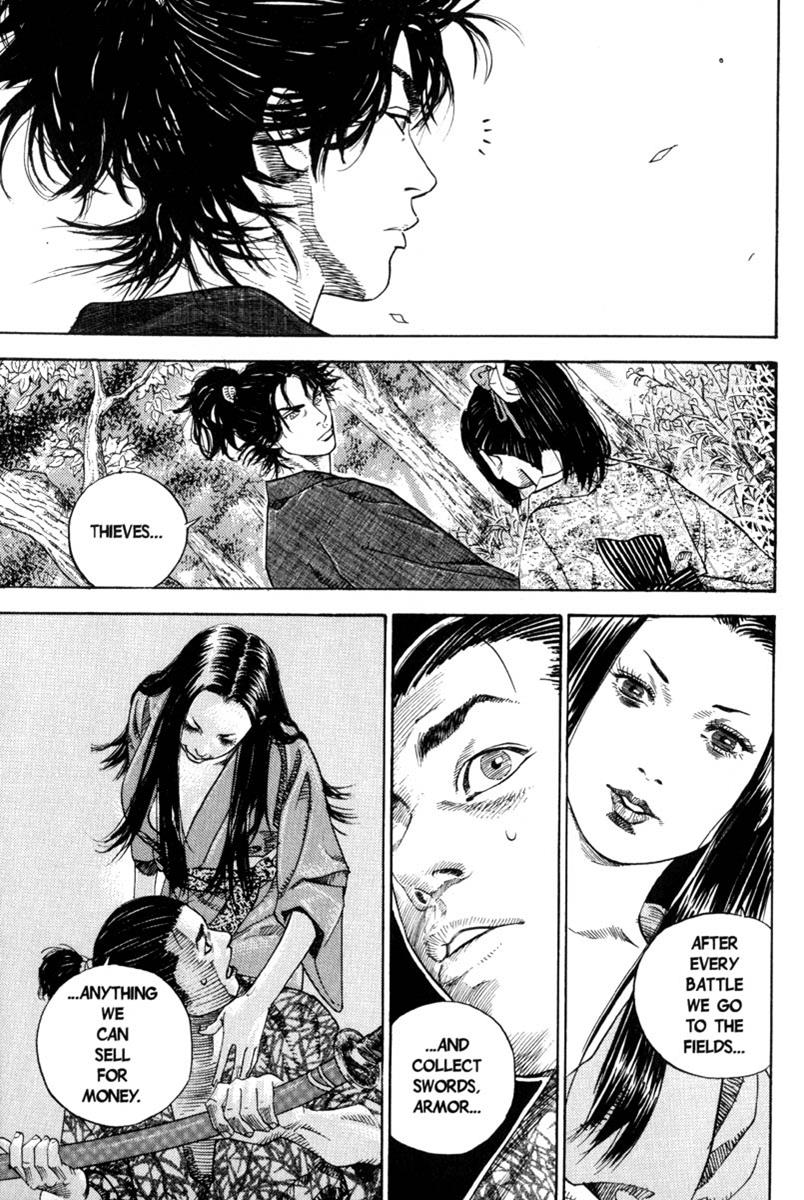 THIEVES...
AFTER
EVERY
BATTLE
WE GO
TO THE
FIELDS...
...AND
COLLECT
SWORDS,
ARMOR...
...ANYTHING
WE
CAN
SELL
FOR
MONEY.